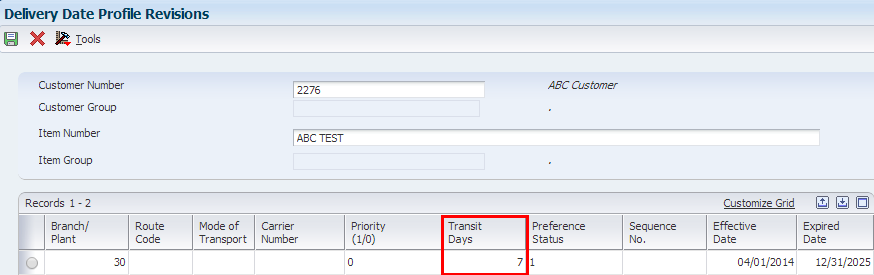 Delivery Date Profile Revisions
Tools
Customer Number 2276 ABC Customer
Customer Group .
Item Number ABC TEST
Item Group .
Records 1 - 2 Customize Grid
Branch/ Plant Route Code Mode of Transport Carrier Number Priority (1/0) Transit Days Preference Status Sequence No. Effective Date Expired Date
30 0 7 1 04/01/2014 12/31/2025